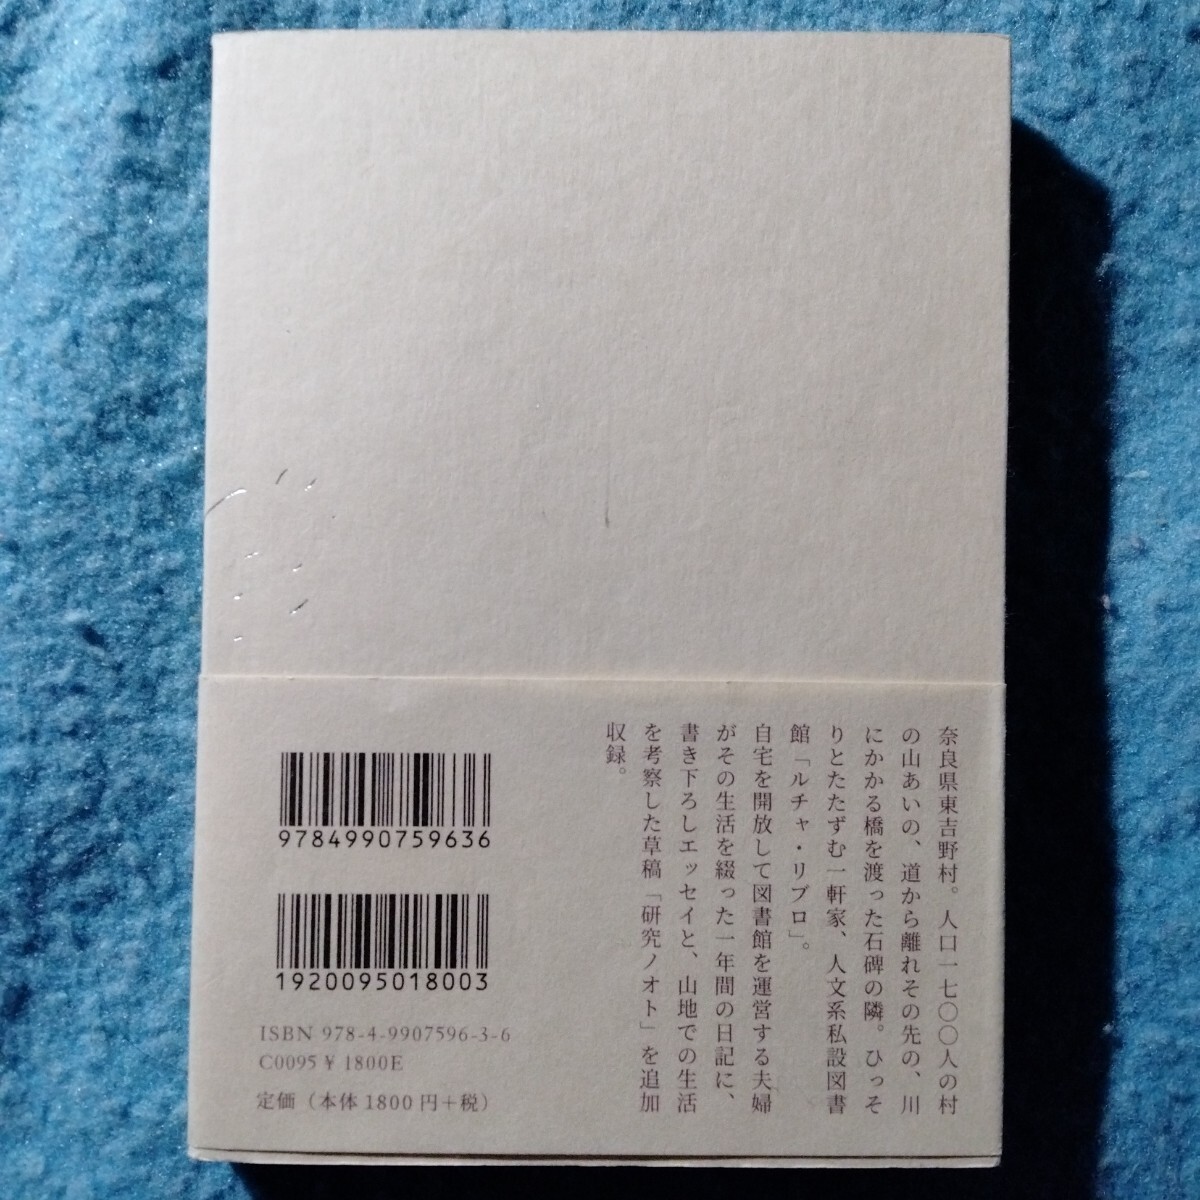 奈良県東吉野村。人口一七〇〇人の村
の山あいの、道から離れその先の、川
にかかる橋を渡った石碑の隣。ひっそ
りとたたずむ一軒家、人文系私設図書
館「ルチャ・リブロ」。
自宅を開放して図書館を運営する夫婦
がその生活を綴った一年間の日記に、
書き下ろしエッセイと、山地での生活
を考察した草稿「研究ノオト」を追加
収録。
9784990759636
1920095018003
ISBN 978-4-9907596-3-6
C0095 ¥ 1800E
定価（本体1800円+税）